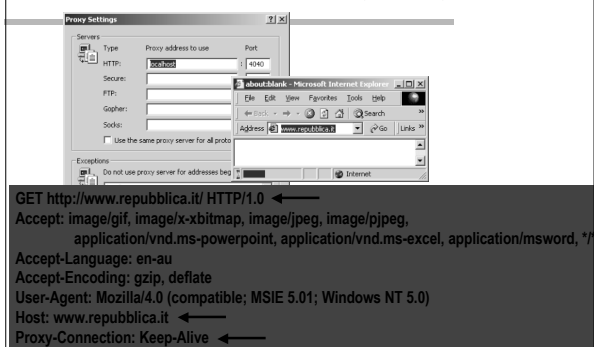 Proxy Settings
Servers
Type Proxy address to use Port
HTTP: localhost : 4040
Secure:
FTP:
Gopher:
Socks:
Use the same proxy server for all proto
Exceptions
Do not use proxy server for addresses beg
about:blank - Microsoft Internet Explorer
File Edit View Favorites Tools Help
Back Search
Address www.repubblica.it Go Links »
Internet
GET http://www.repubblica.it/ HTTP/1.0
Accept: image/gif, image/x-xbitmap, image/jpeg, image/pjpeg,
application/vnd.ms-powerpoint, application/vnd.ms-excel, application/msword, */*
Accept-Language: en-au
Accept-Encoding: gzip, deflate
User-Agent: Mozilla/4.0 (compatible; MSIE 5.01; Windows NT 5.0)
Host: www.repubblica.it
Proxy-Connection: Keep-Alive